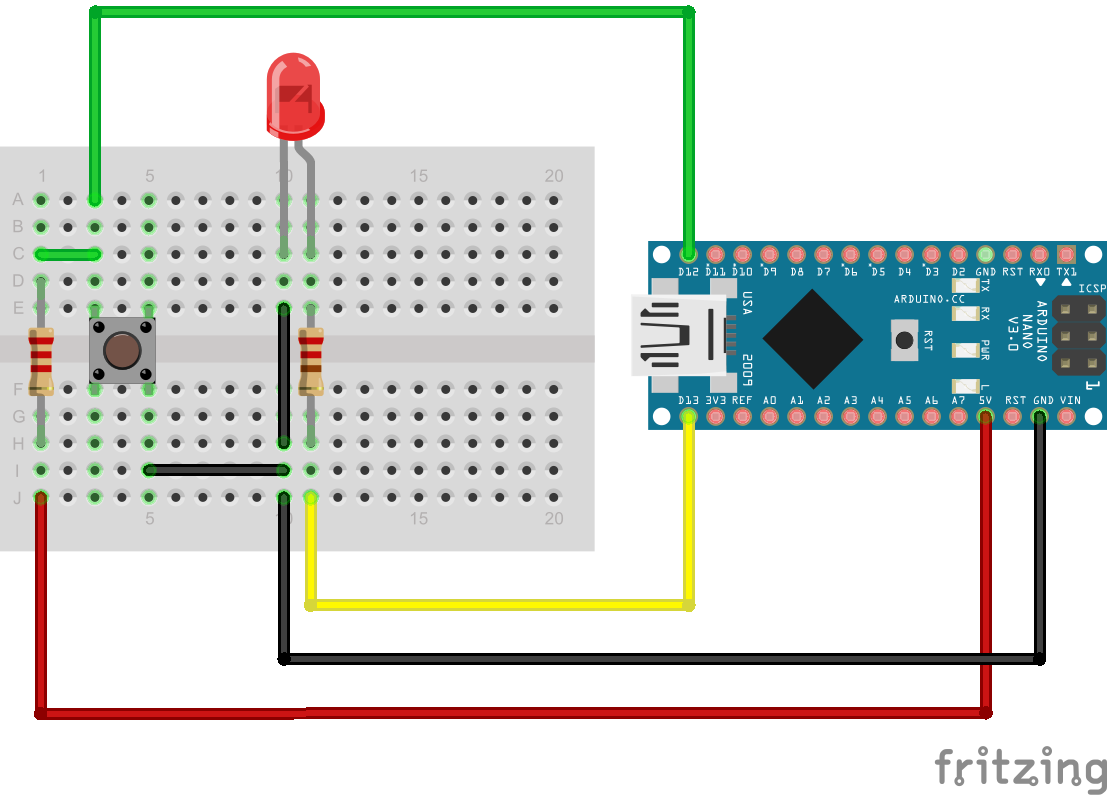 1 5 10 15 20
A
B
C
D
E
F
G
H
I
J
5 10 15 20
D12 D11 D10 D9 D8 D7 D6 D5 D4 D3 D2 GND RST RX0 TX1
TX
RX
PWR
L
ARDUINO.CC
RST
ICSP
1
ARDUINO
NANO
V3.0
USA
2009
D13 3V3 REF A0 A1 A2 A3 A4 A5 A6 A7 5V RST GND VIN
fritzing